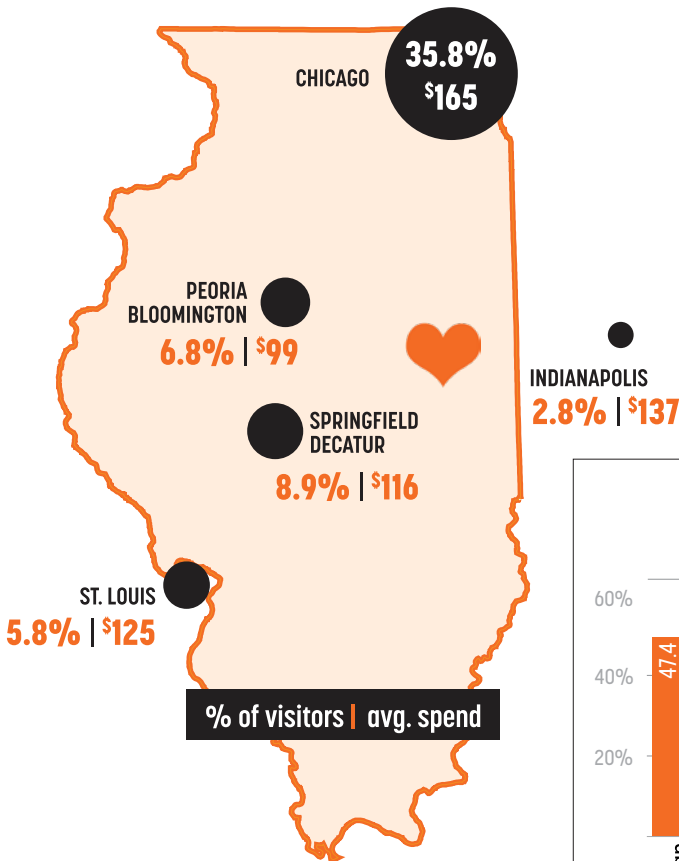 35.8%
CHICAGO
$165
PEORIA
BLOOMINGTON
6.8% | $99
INDIANAPOLIS
2.8% | $137
SPRINGFIELD
DECATUR
8.9% | $116
ST. LOUIS
5.8% | $125
% of visitors | avg. spend
60%
47.4
40%
20%